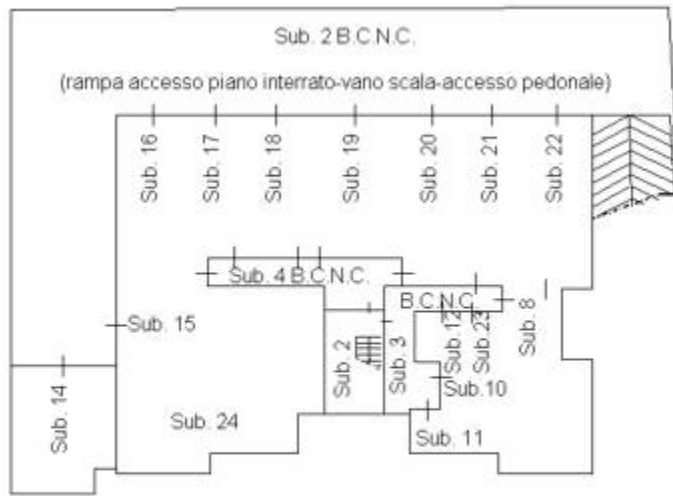 Sub. 2 B.C.N.C.
(rampa accesso piano interrato-vano scala-accesso pedonale)
Sub. 16
Sub. 17
Sub. 18
Sub. 19
Sub. 20
Sub. 21
Sub. 22
Sub. 4 B.C.N.C.
B.C.N.C.
Sub. 15
Sub. 2
Sub. 3
Sub. 12
Sub. 23
Sub. 8
Sub. 14
Sub.10
Sub. 24
Sub. 11